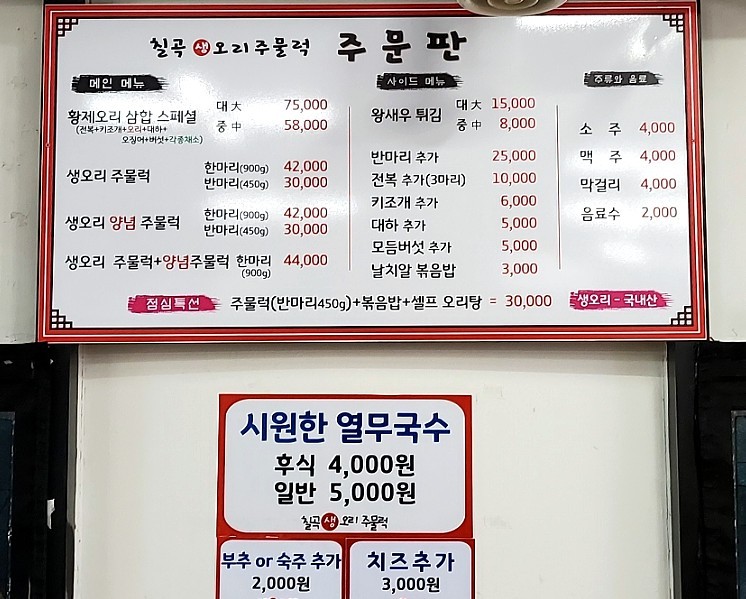 칠곡 생오리주물럭 주문판
메인 메뉴
황제오리 삼합 스페셜 대 大 75,000
(전복+키조개+오리+대하+ 중 中 58,000
오징어+버섯+각종채소)
생오리 주물럭 한마리(900g) 42,000
반마리(450g) 30,000
생오리 양념 주물럭 한마리(900g) 42,000
반마리(450g) 30,000
생오리 주물럭+양념주물럭 한마리 44,000
(900g)
사이드 메뉴
왕새우 튀김 대 大 15,000
중 中 8,000
반마리 추가 25,000
전복 추가(3마리) 10,000
키조개 추가 6,000
대하 추가 5,000
모듬버섯 추가 5,000
날치알 볶음밥 3,000
주류와 음료
소 주 4,000
맥 주 4,000
막걸리 4,000
음료수 2,000
점심특선 주물럭(반마리450g)+볶음밥+셀프 오리탕 = 30,000 생오리 - 국내산
시원한 열무국수
후식 4,000원
일반 5,000원
칠곡 생오리주물럭
부추 or 숙주 추가
2,000원
치즈추가
3,000원